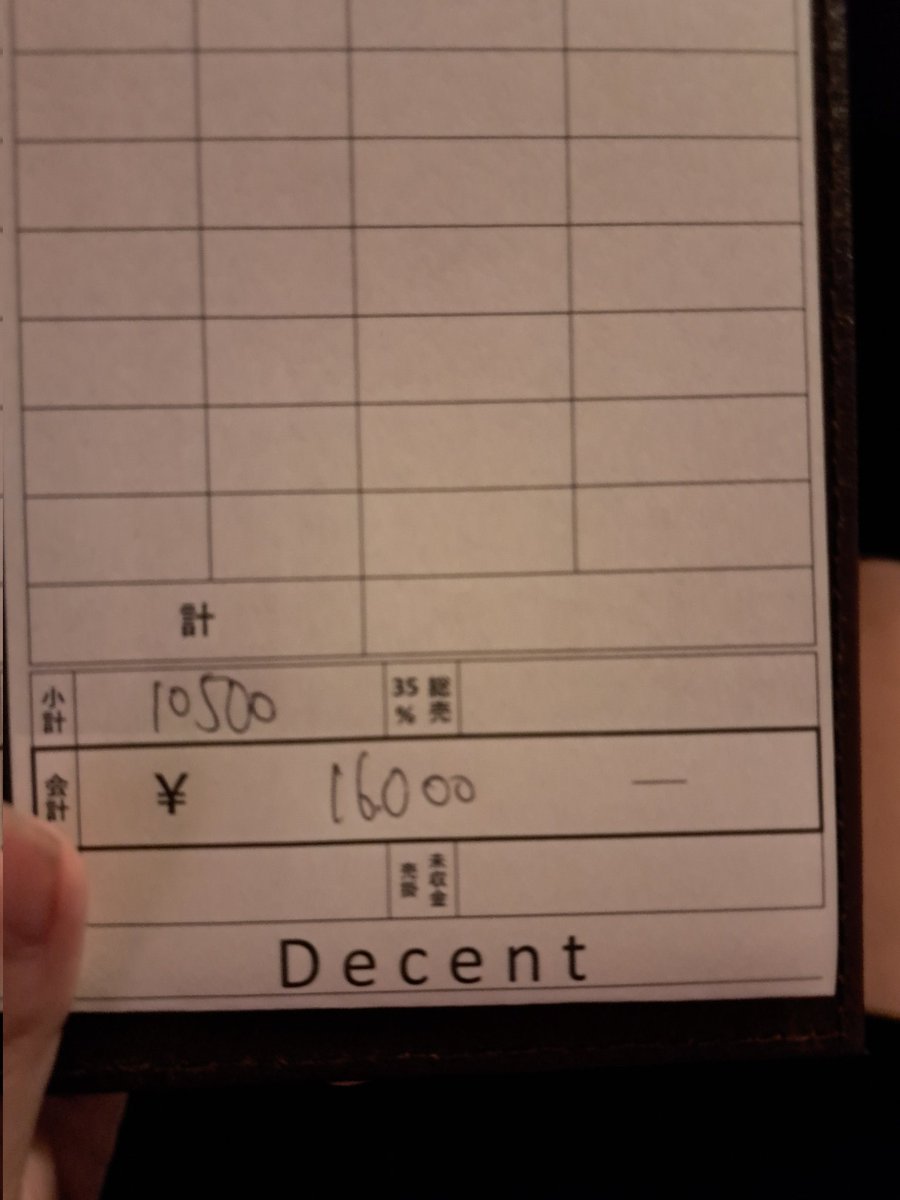 計
小計 10500 35% 総売
会計 ¥ 16000 —
売掛 未収金
Decent